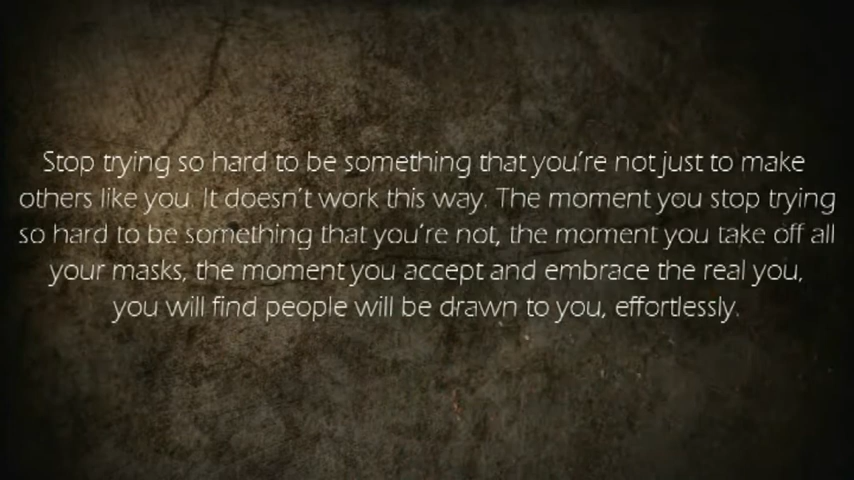 Stop trying so hard to be something that you're not just to make
others like you. It doesn't work this way. The moment you stop trying
so hard to be something that you're not, the moment you take off all
your masks, the moment you accept and embrace the real you,
you will find people will be drawn to you, effortlessly.